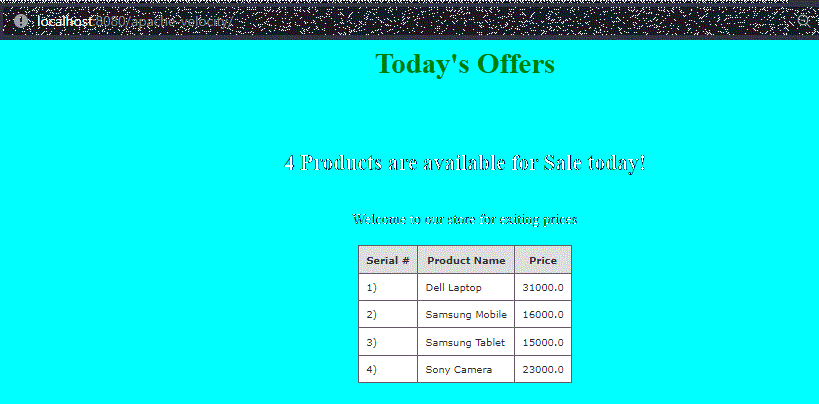 localhost:8080/apache-velocity/
Today's Offers
4 Products are available for Sale today!
Welcome to our store for exiting prices
Serial # Product Name Price
1) Dell Laptop 31000.0
2) Samsung Mobile 16000.0
3) Samsung Tablet 15000.0
4) Sony Camera 23000.0